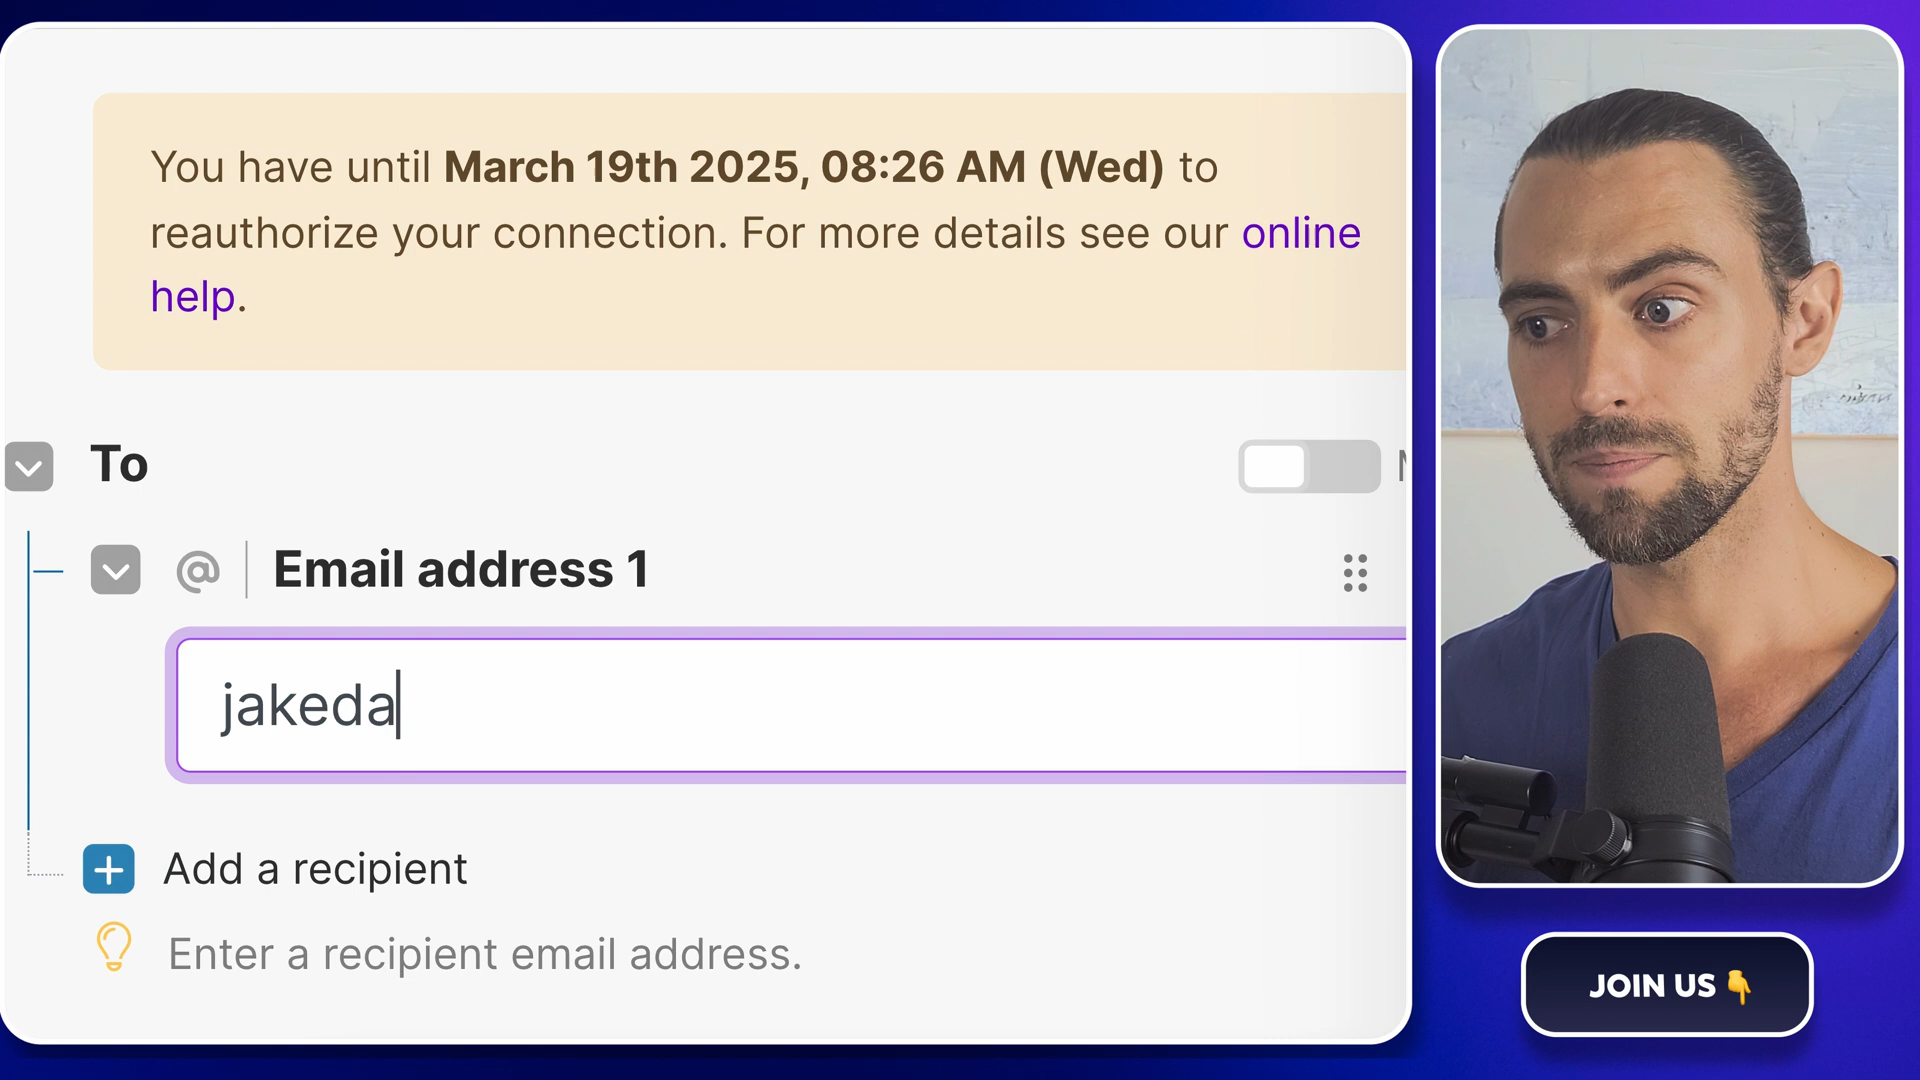 You have until March 19th 2025, 08:26 AM (Wed) to
reauthorize your connection. For more details see our online
help.
To
@ Email address 1
jakeda
Add a recipient
Enter a recipient email address.
JOIN US 👇